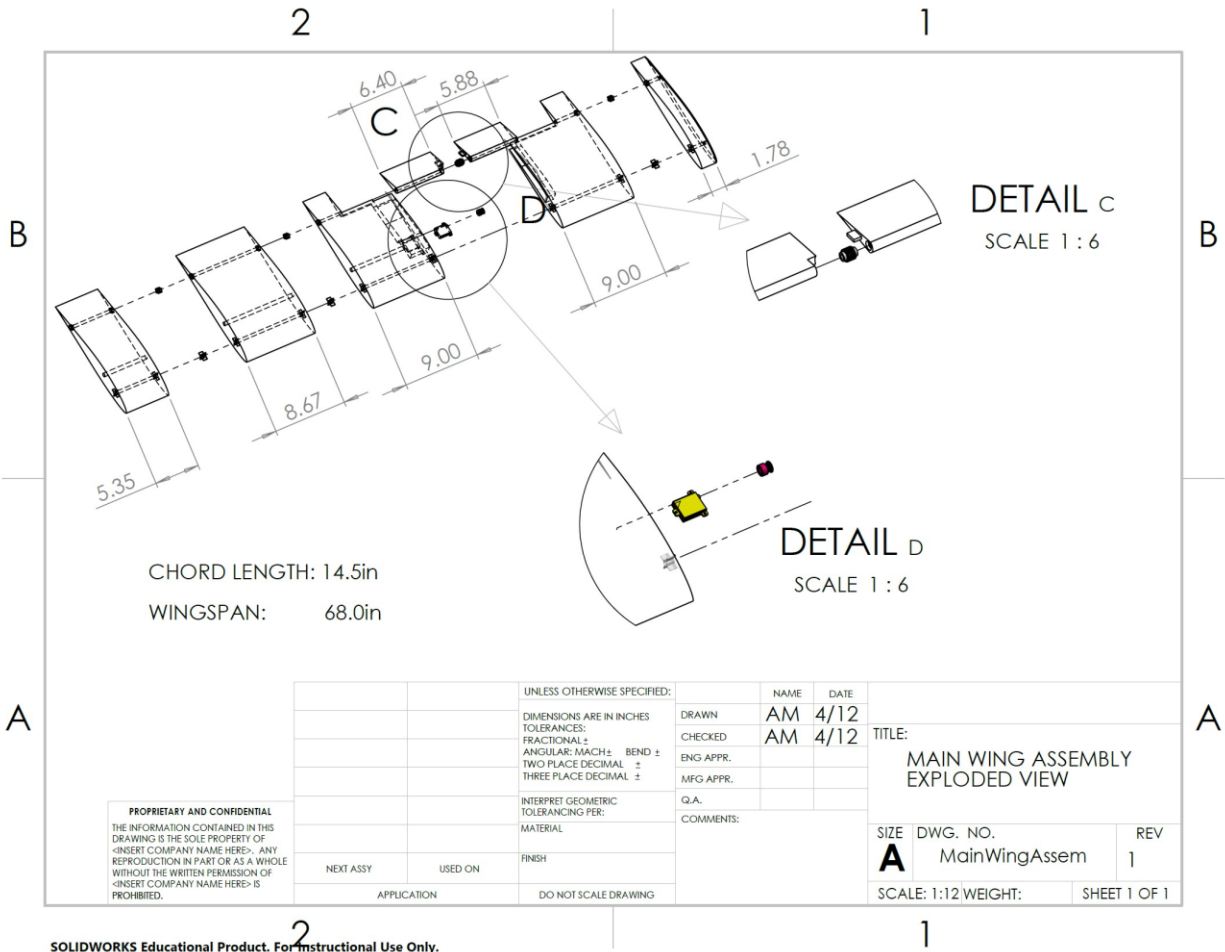 2
1
6.40
5.88
C
1.78
DETAIL C
SCALE 1 : 6
D
B
B
9.00
9.00
8.67
5.35
DETAIL D
SCALE 1 : 6
CHORD LENGTH: 14.5in
WINGSPAN: 68.0in
A
A
UNLESS OTHERWISE SPECIFIED:
DIMENSIONS ARE IN INCHES
TOLERANCES:
FRACTIONAL ±
ANGULAR: MACH ± BEND ±
TWO PLACE DECIMAL ±
THREE PLACE DECIMAL ±
INTERPRET GEOMETRIC
TOLERANCING PER:
MATERIAL
FINISH
DO NOT SCALE DRAWING
NAME DATE
DRAWN AM 4/12
CHECKED AM 4/12
ENG APPR.
MFG APPR.
Q.A.
COMMENTS:
TITLE:
MAIN WING ASSEMBLY
EXPLODED VIEW
SIZE DWG. NO. REV
A MainWingAssem 1
SCALE: 1:12 WEIGHT: SHEET 1 OF 1
PROPRIETARY AND CONFIDENTIAL
THE INFORMATION CONTAINED IN THIS
DRAWING IS THE SOLE PROPERTY OF
<INSERT COMPANY NAME HERE>. ANY
REPRODUCTION IN PART OR AS A WHOLE
WITHOUT THE WRITTEN PERMISSION OF
<INSERT COMPANY NAME HERE> IS
PROHIBITED.
NEXT ASSY USED ON
APPLICATION
2
1
SOLIDWORKS Educational Product. For Instructional Use Only.